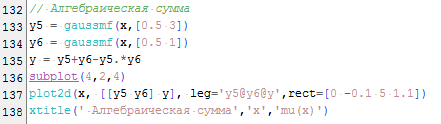 132 // Алгебраическая сумма
133 y5 = gaussmf(x,[0.5 3])
134 y6 = gaussmf(x,[0.5 1])
135 y = y5+y6-y5.*y6
136 subplot(4,2,4)
137 plot2d(x, [[y5 y6] y], leg='y5@y6@y',rect=[0 -0.1 5 1.1])
138 xtitle(' Алгебраическая сумма','x','mu(x)')